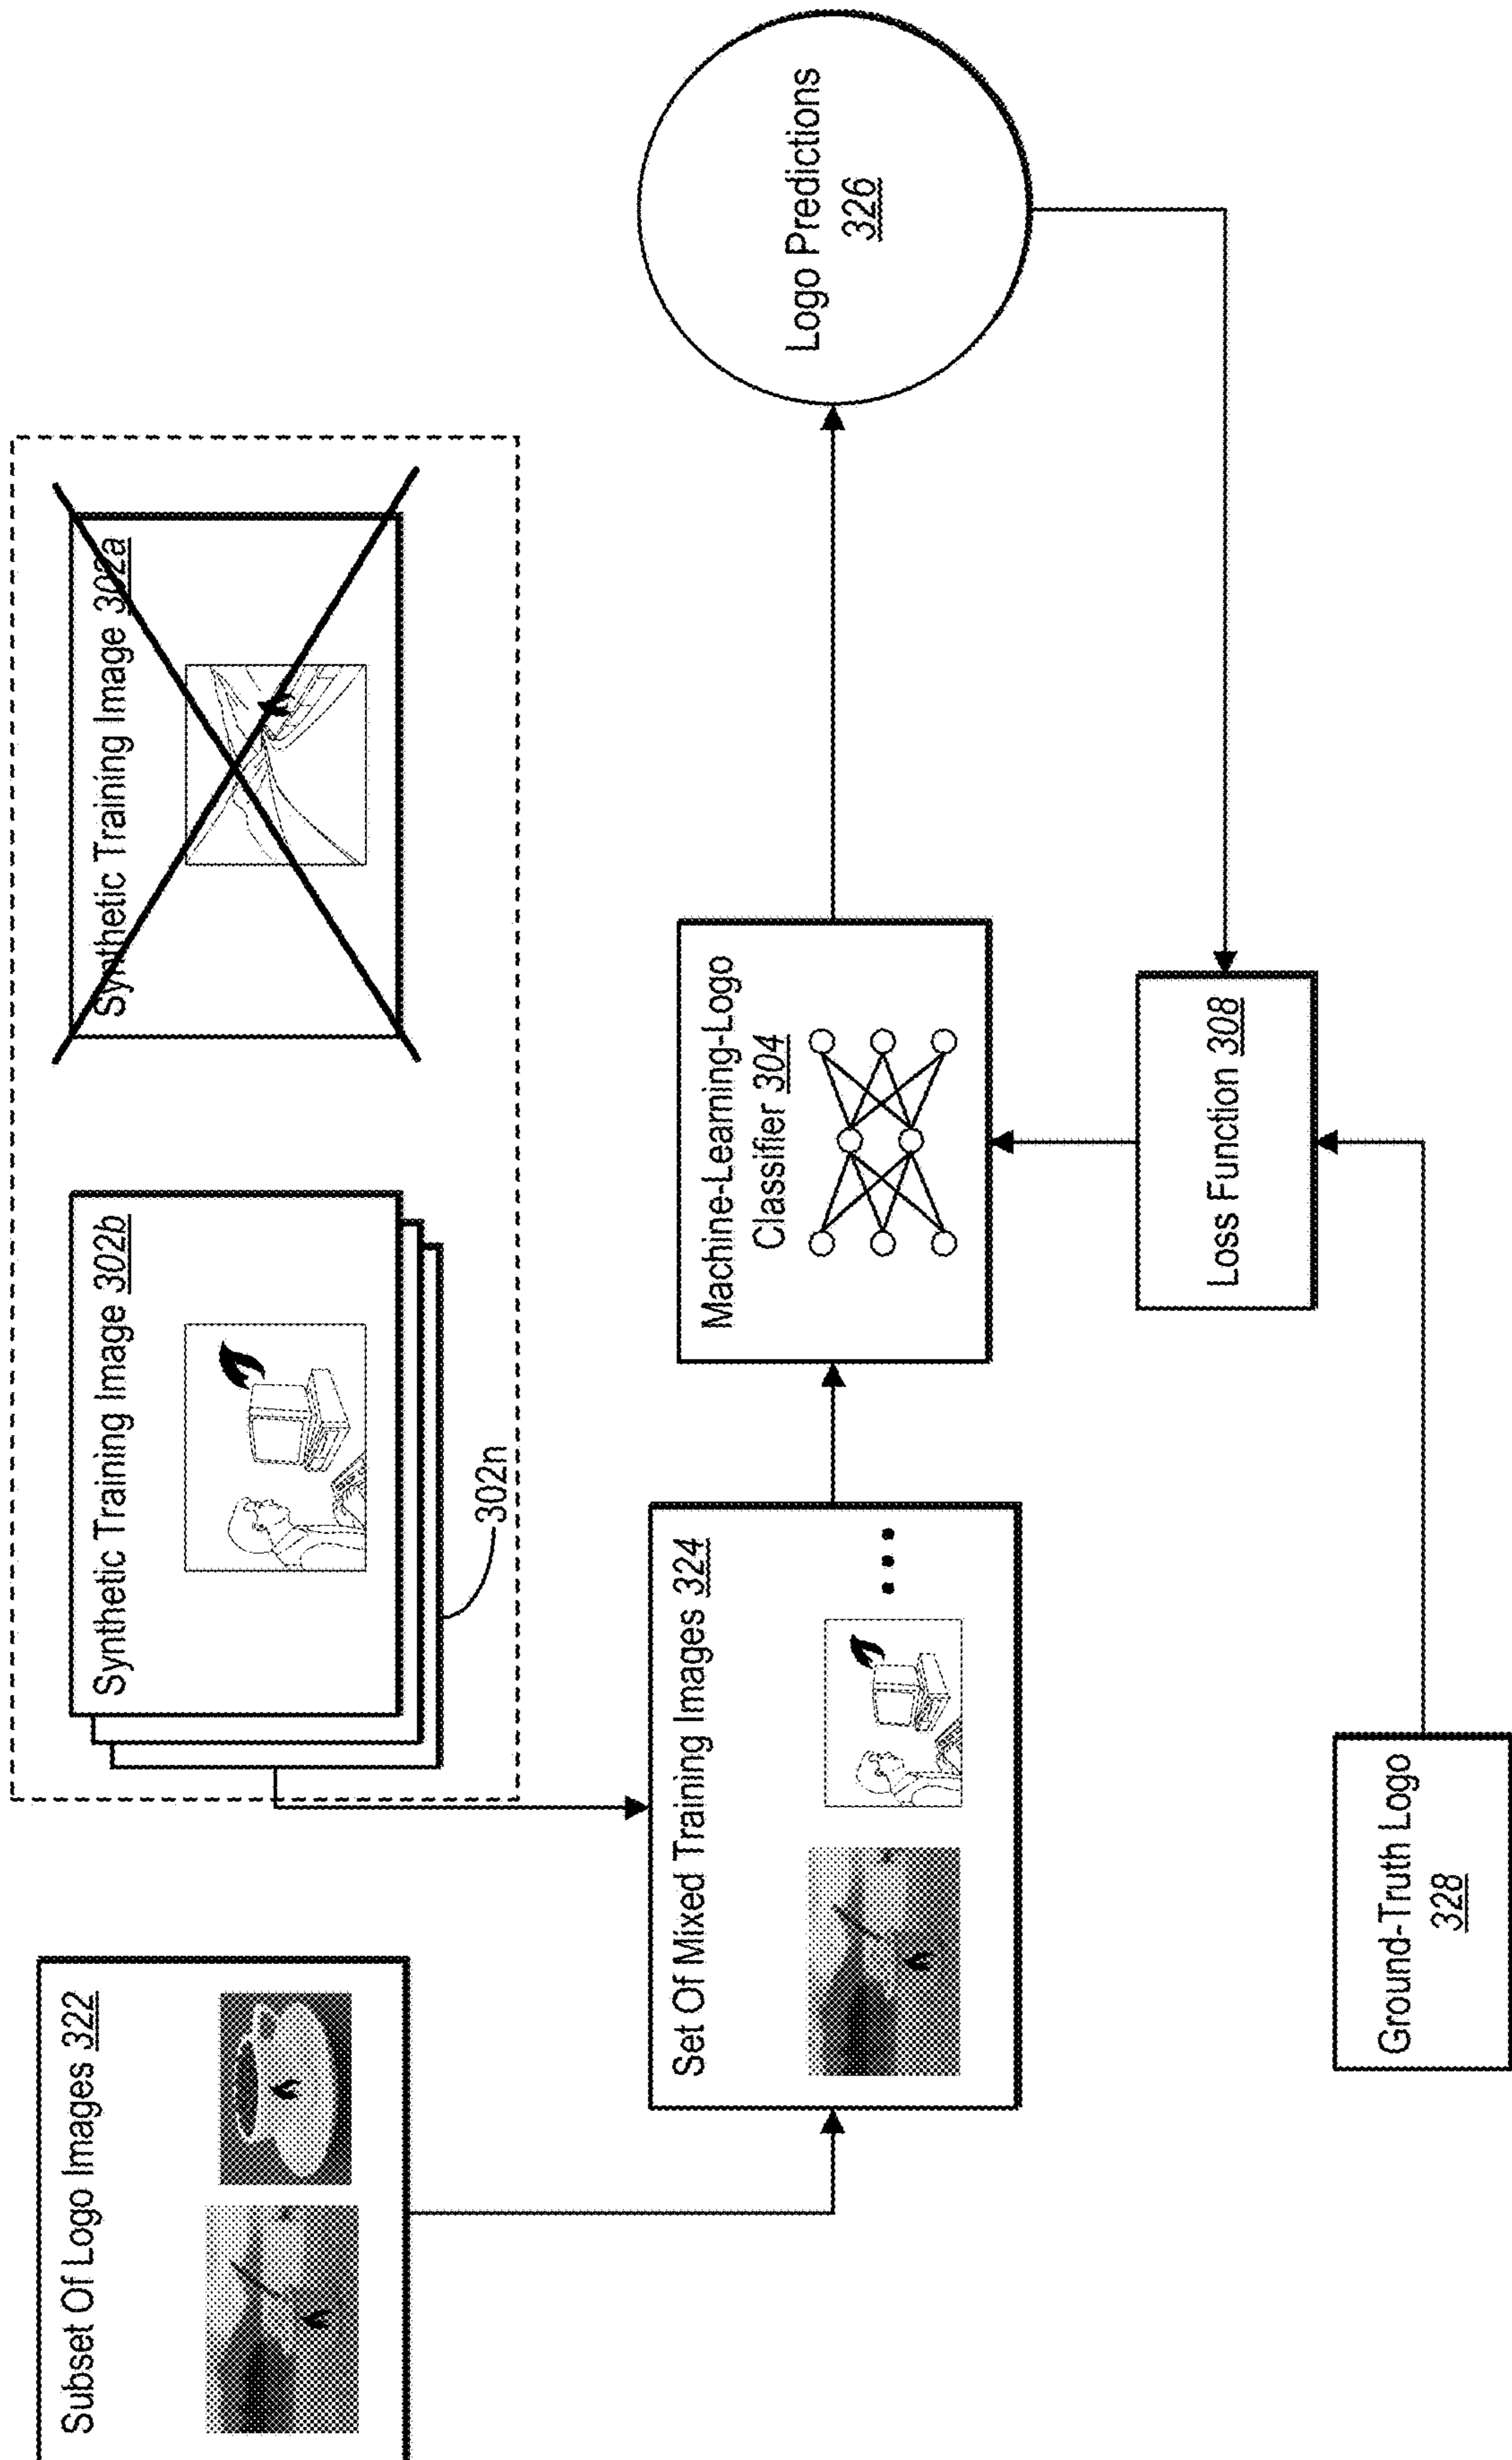 Subset Of Logo Images 322
Synthetic Training Image 302b
Synthetic Training Image 302a
302n
Set Of Mixed Training Images 324
Machine-Learning-Logo
Classifier 304
Logo Predictions
326
Loss Function 308
Ground-Truth Logo
328